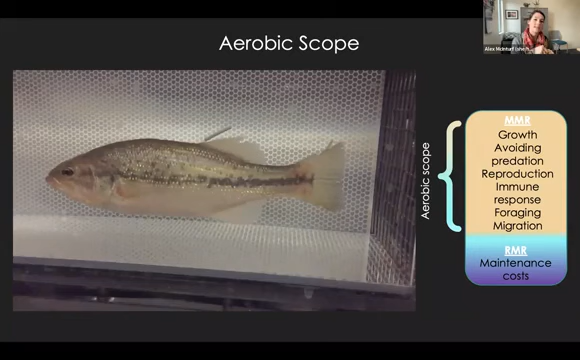 Aerobic Scope
Aerobic scope
MMR
Growth
Avoiding
predation
Reproduction
Immune
response
Foraging
Migration
RMR
Maintenance
costs